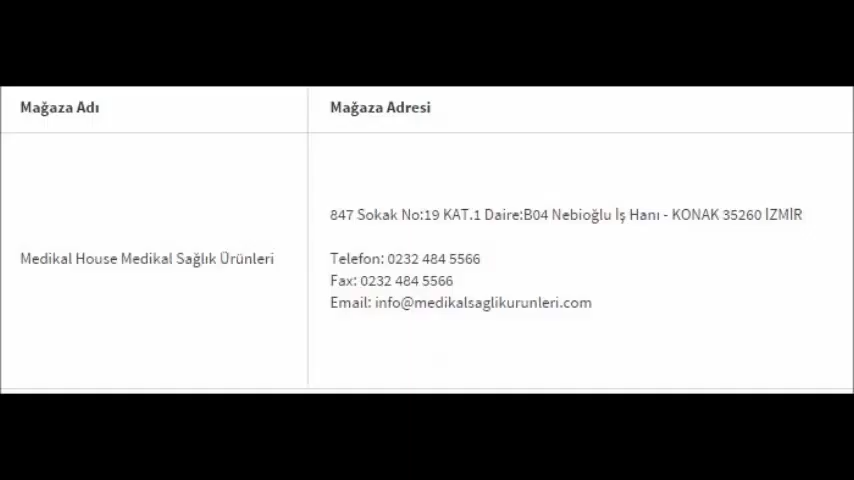 Mağaza Adı
Mağaza Adresi
Medikal House Medikal Sağlık Ürünleri
847 Sokak No:19 KAT.1 Daire:B04 Nebioğlu İş Hanı - KONAK 35260 İZMİR
Telefon: 0232 484 5566
Fax: 0232 484 5566
Email: info@medikalsaglikurunleri.com